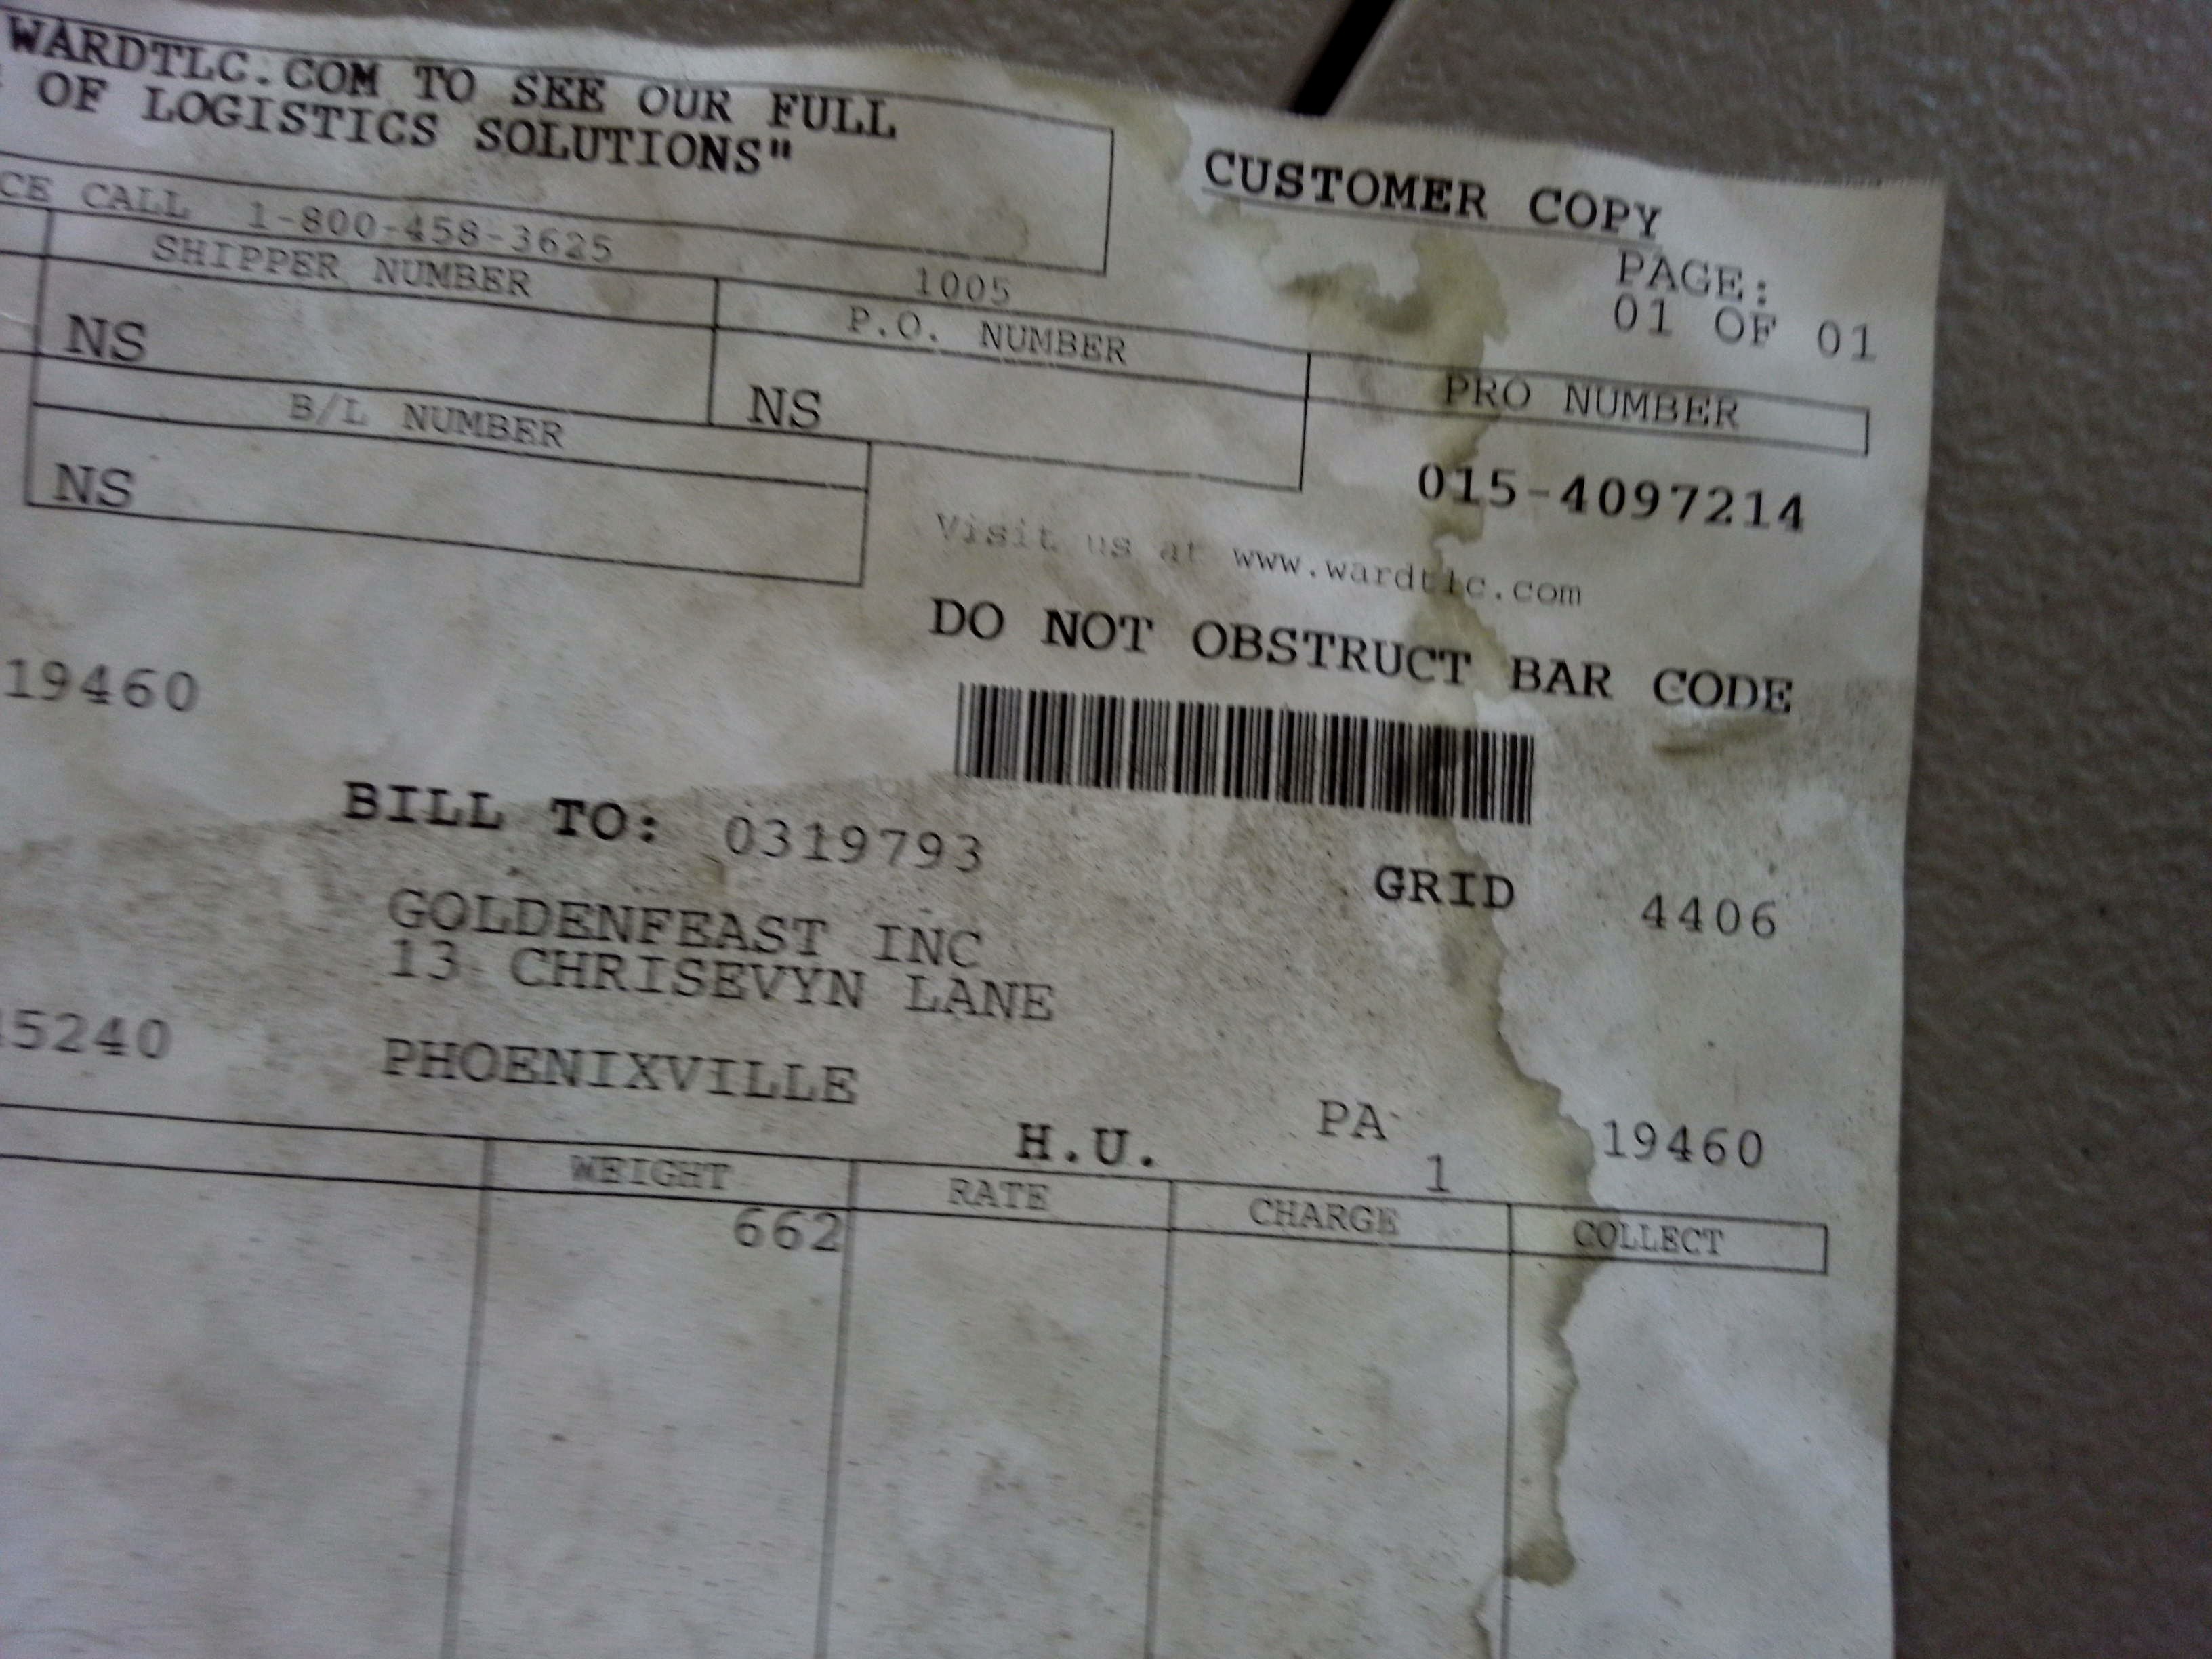 WARDTLC.COM TO SEE OUR FULL
OF LOGISTICS SOLUTIONS"
CUSTOMER COPY
CE CALL 1-800-458-3625
1005
PAGE:
01 OF 01
SHIPPER NUMBER
P.O. NUMBER
PRO NUMBER
NS
NS
015-4097214
B/L NUMBER
NS
Visit us at www.wardtlc.com
DO NOT OBSTRUCT BAR CODE
19460
BILL TO: 0319793
GRID 4406
GOLDENFEAST INC
13 CHRISEVYN LANE
5240
PHOENIXVILLE PA 19460
H.U. 1
WEIGHT RATE CHARGE COLLECT
662